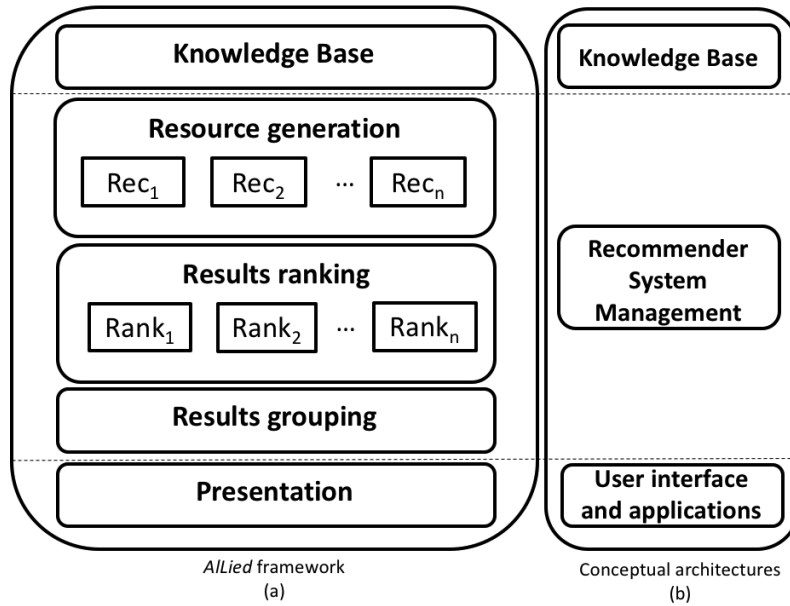 Knowledge Base
Resource generation
Rec1 Rec2 ... Recn
Results ranking
Rank1 Rank2 ... Rankn
Results grouping
Presentation
AlLied framework
(a)
Knowledge Base
Recommender
System
Management
User interface
and applications
Conceptual architectures
(b)